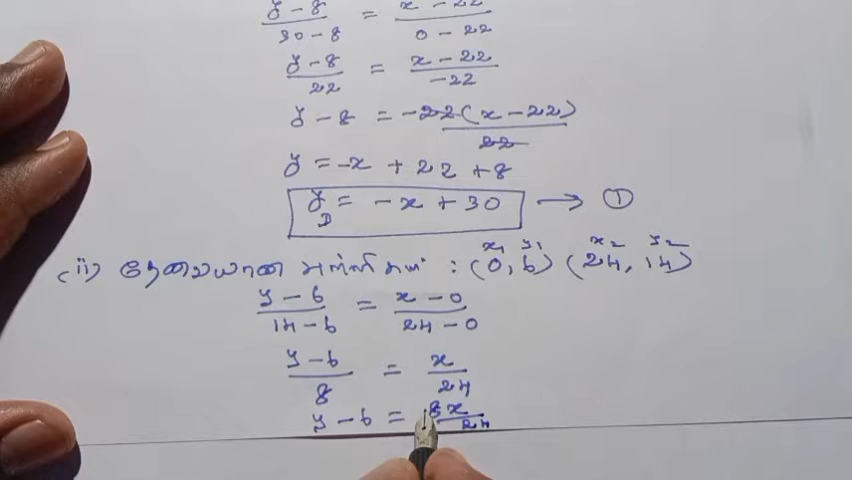 y - 8 / 30 - 8 = x - 22 / 0 - 22
y - 8 / 22 = x - 22 / -22
y - 8 = -22(x - 22) / 22
y = -x + 22 + 8
y_D = -x + 30 → ①
x₁ y₁ x₂ y₂
(ii) தேவையான புள்ளிகள் : (0, 6) (24, 14)
y - 6 / 14 - 6 = x - 0 / 24 - 0
y - 6 / 8 = x / 24
y - 6 = 8x / 24